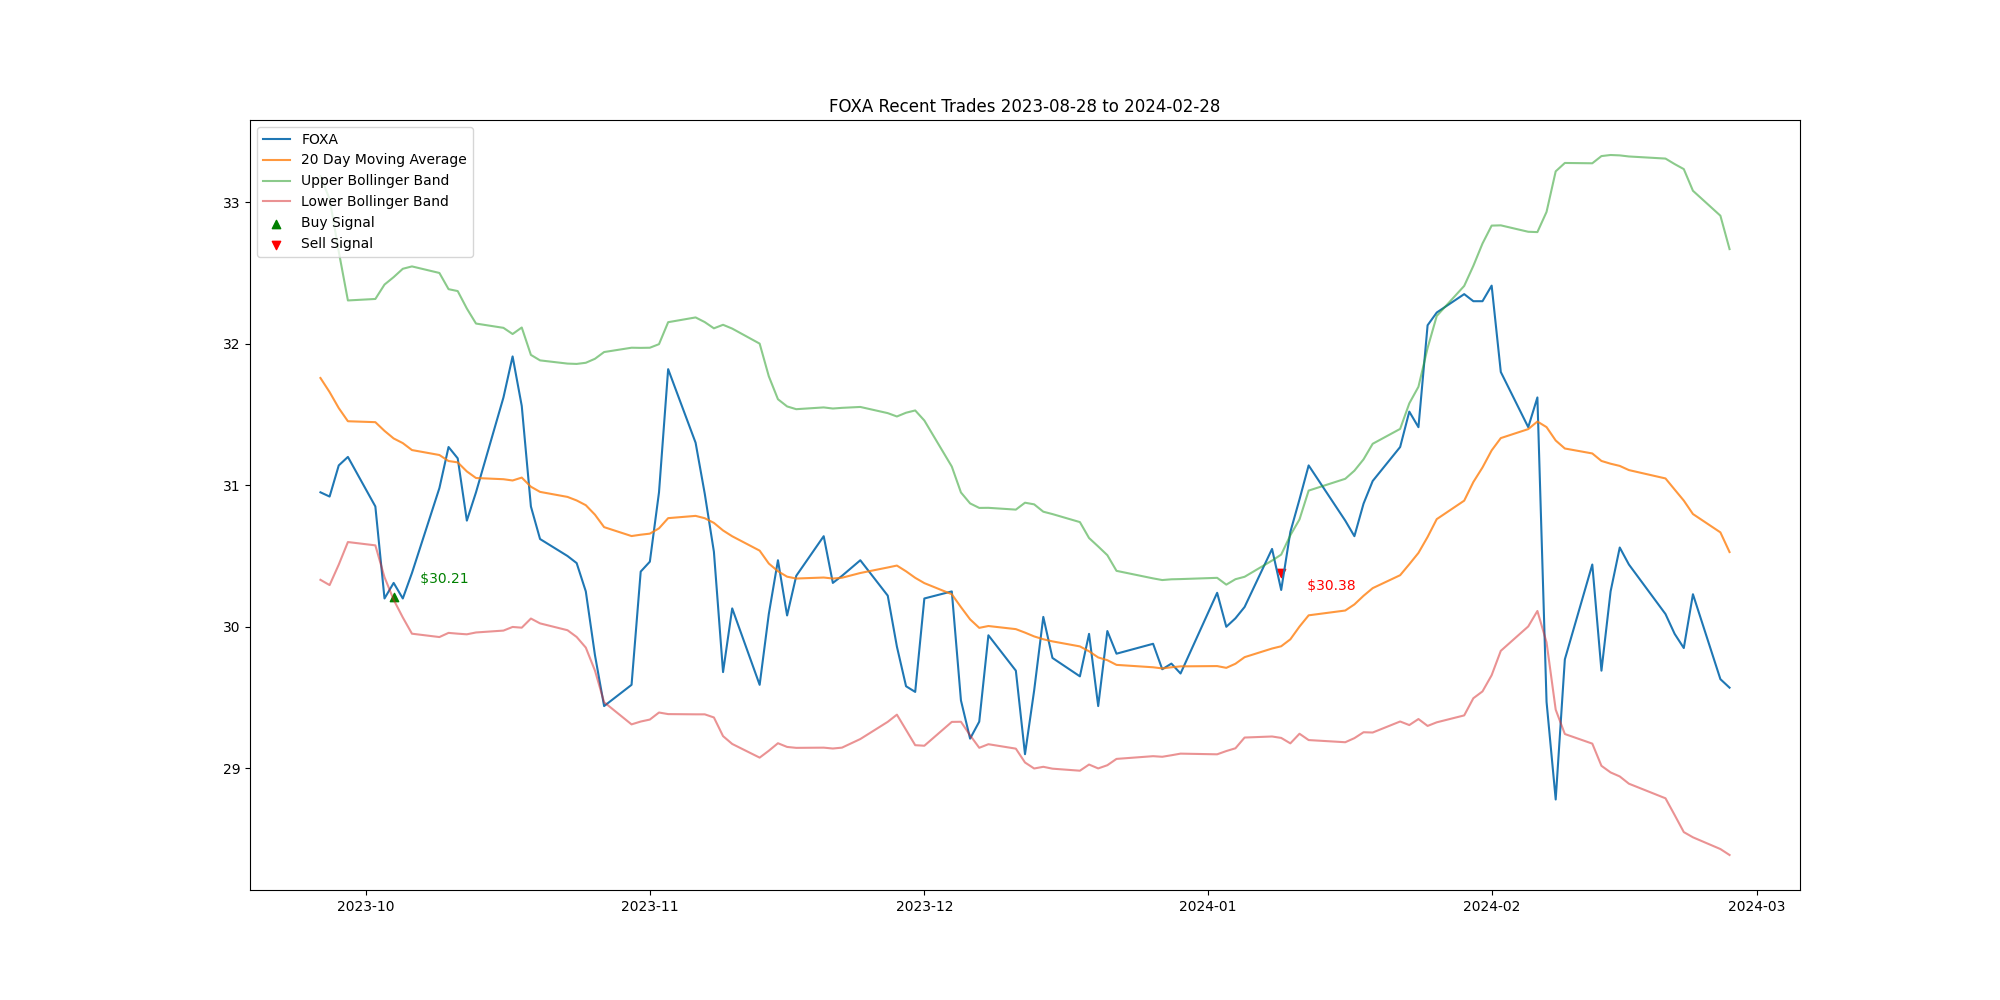 FOXA Recent Trades 2023-08-28 to 2024-02-28
FOXA
20 Day Moving Average
Upper Bollinger Band
Lower Bollinger Band
Buy Signal
Sell Signal
33
32
31
30
29
$30.21
$30.38
2023-10
2023-11
2023-12
2024-01
2024-02
2024-03